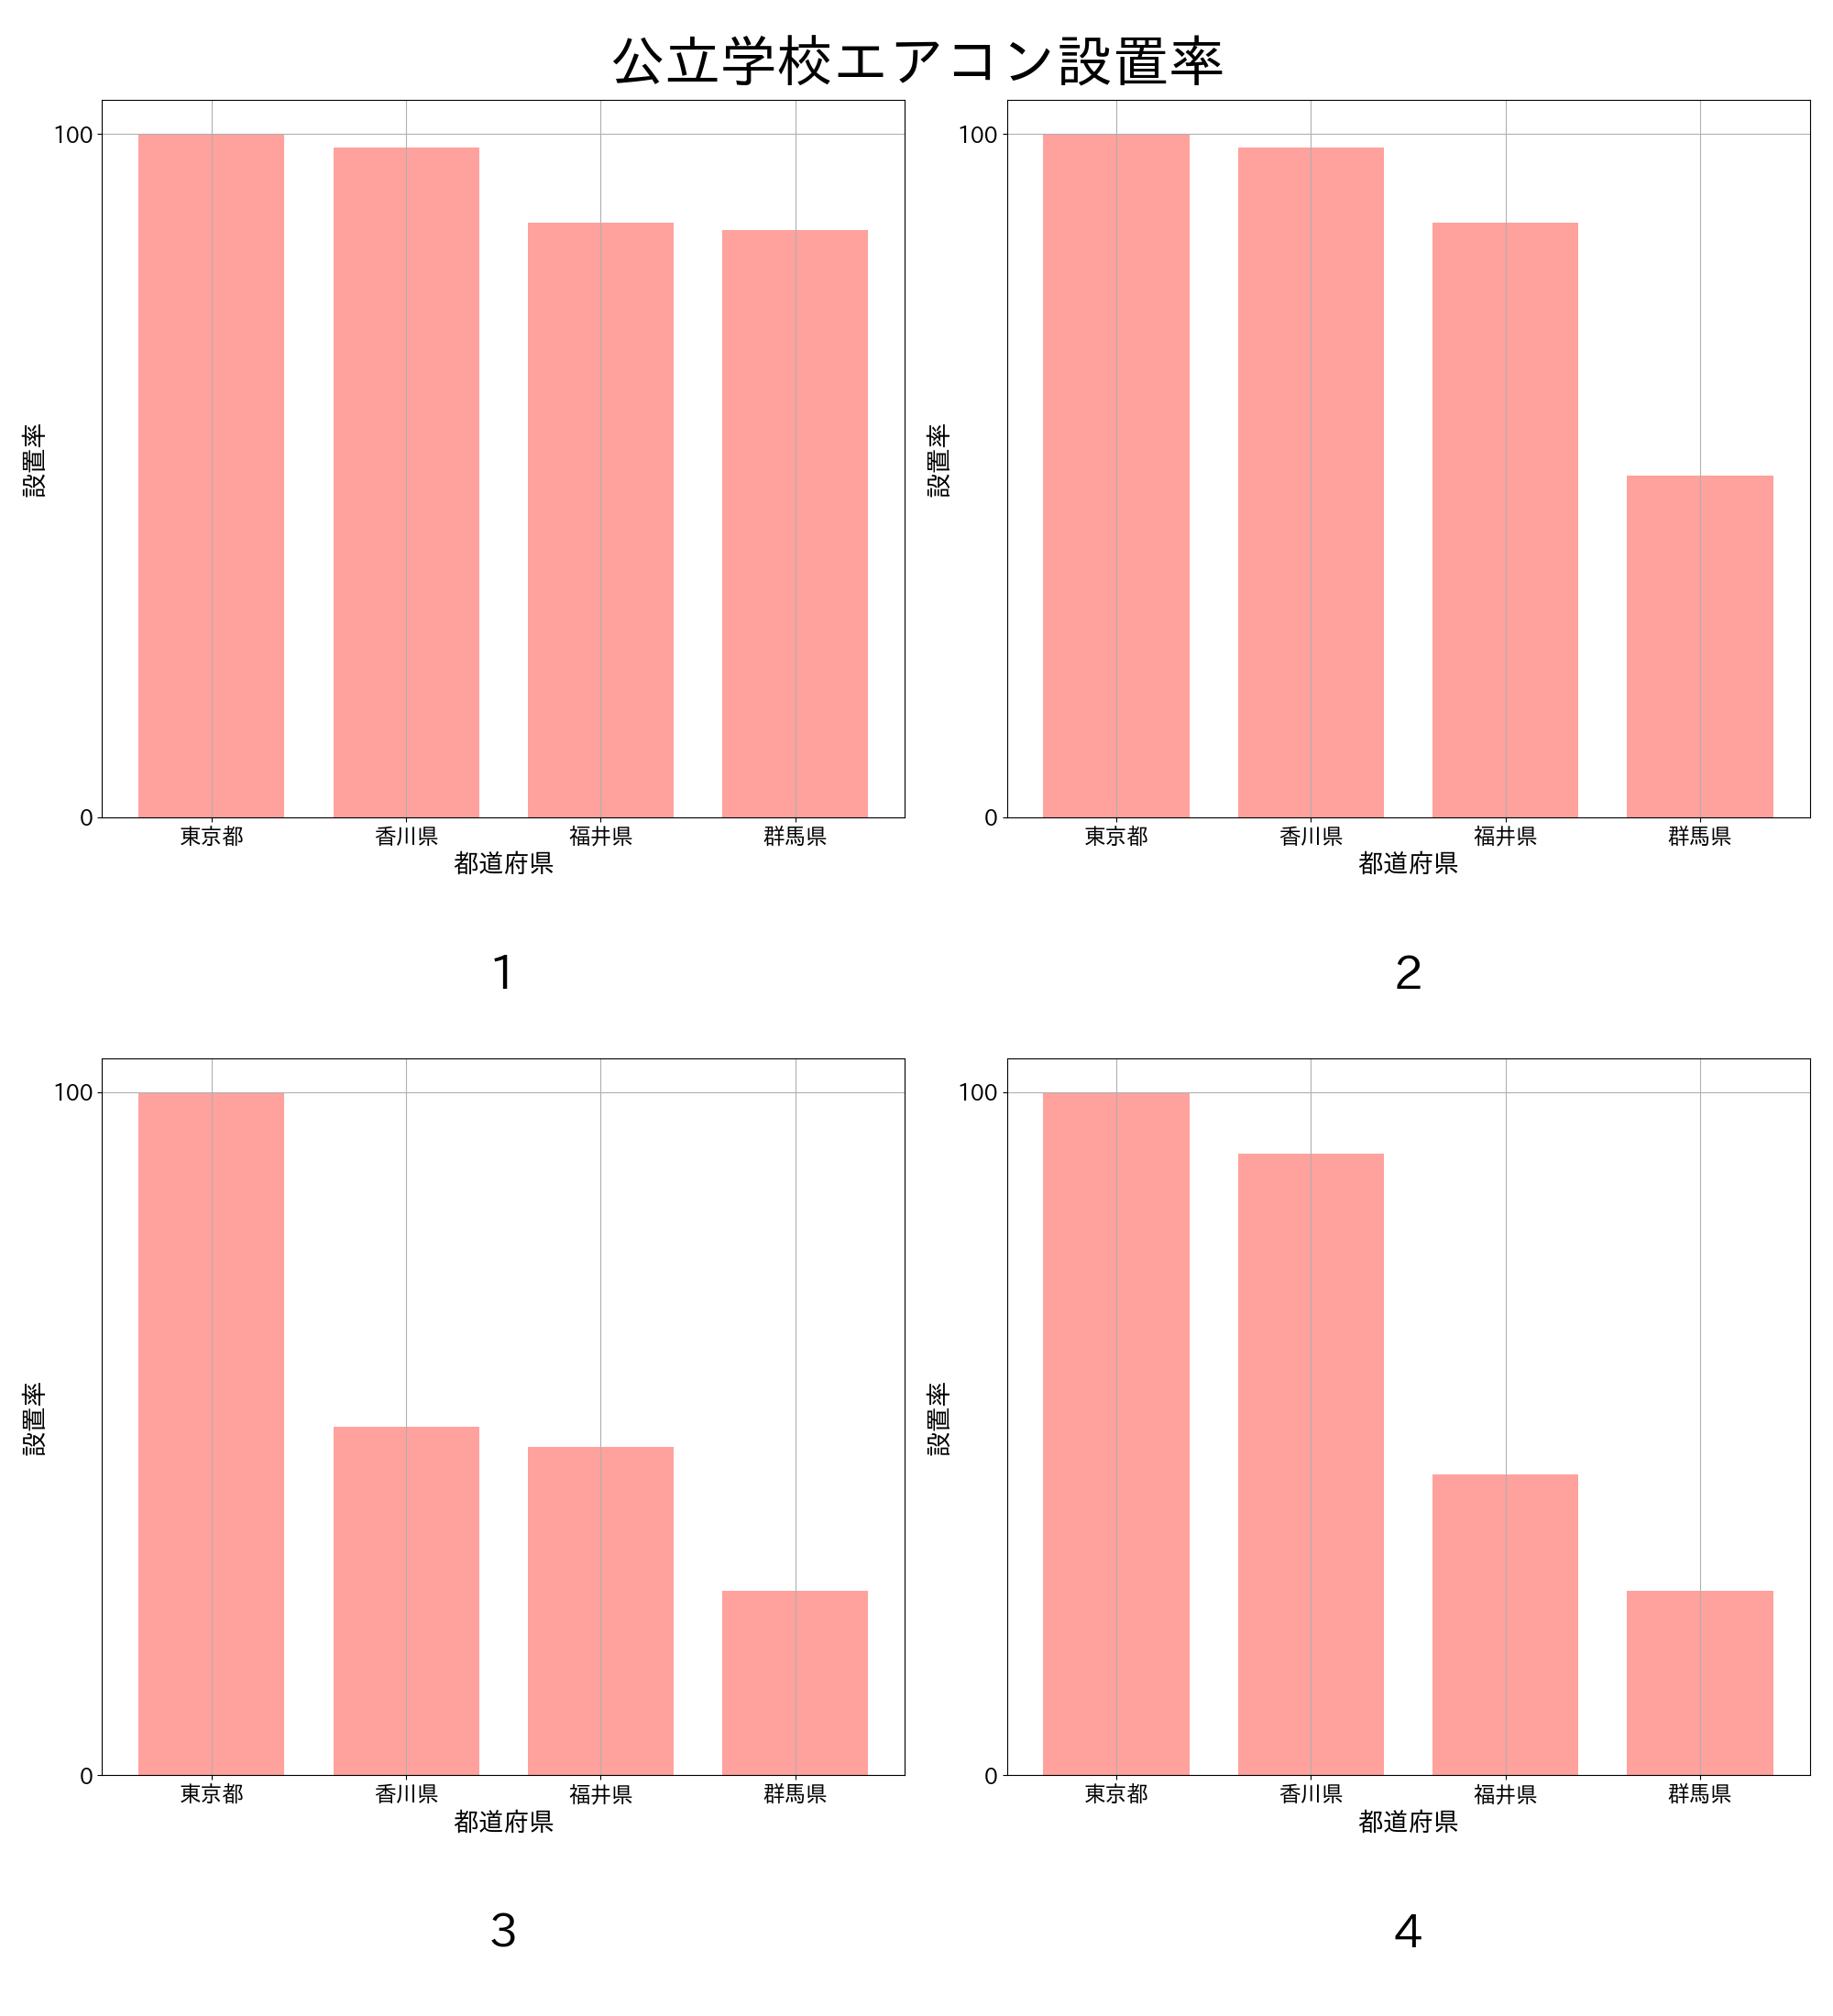 公立学校エアコン設置率
100
0
設置率
東京都 香川県 福井県 群馬県
都道府県
1
100
0
設置率
東京都 香川県 福井県 群馬県
都道府県
2
100
0
設置率
東京都 香川県 福井県 群馬県
都道府県
3
100
0
設置率
東京都 香川県 福井県 群馬県
都道府県
4